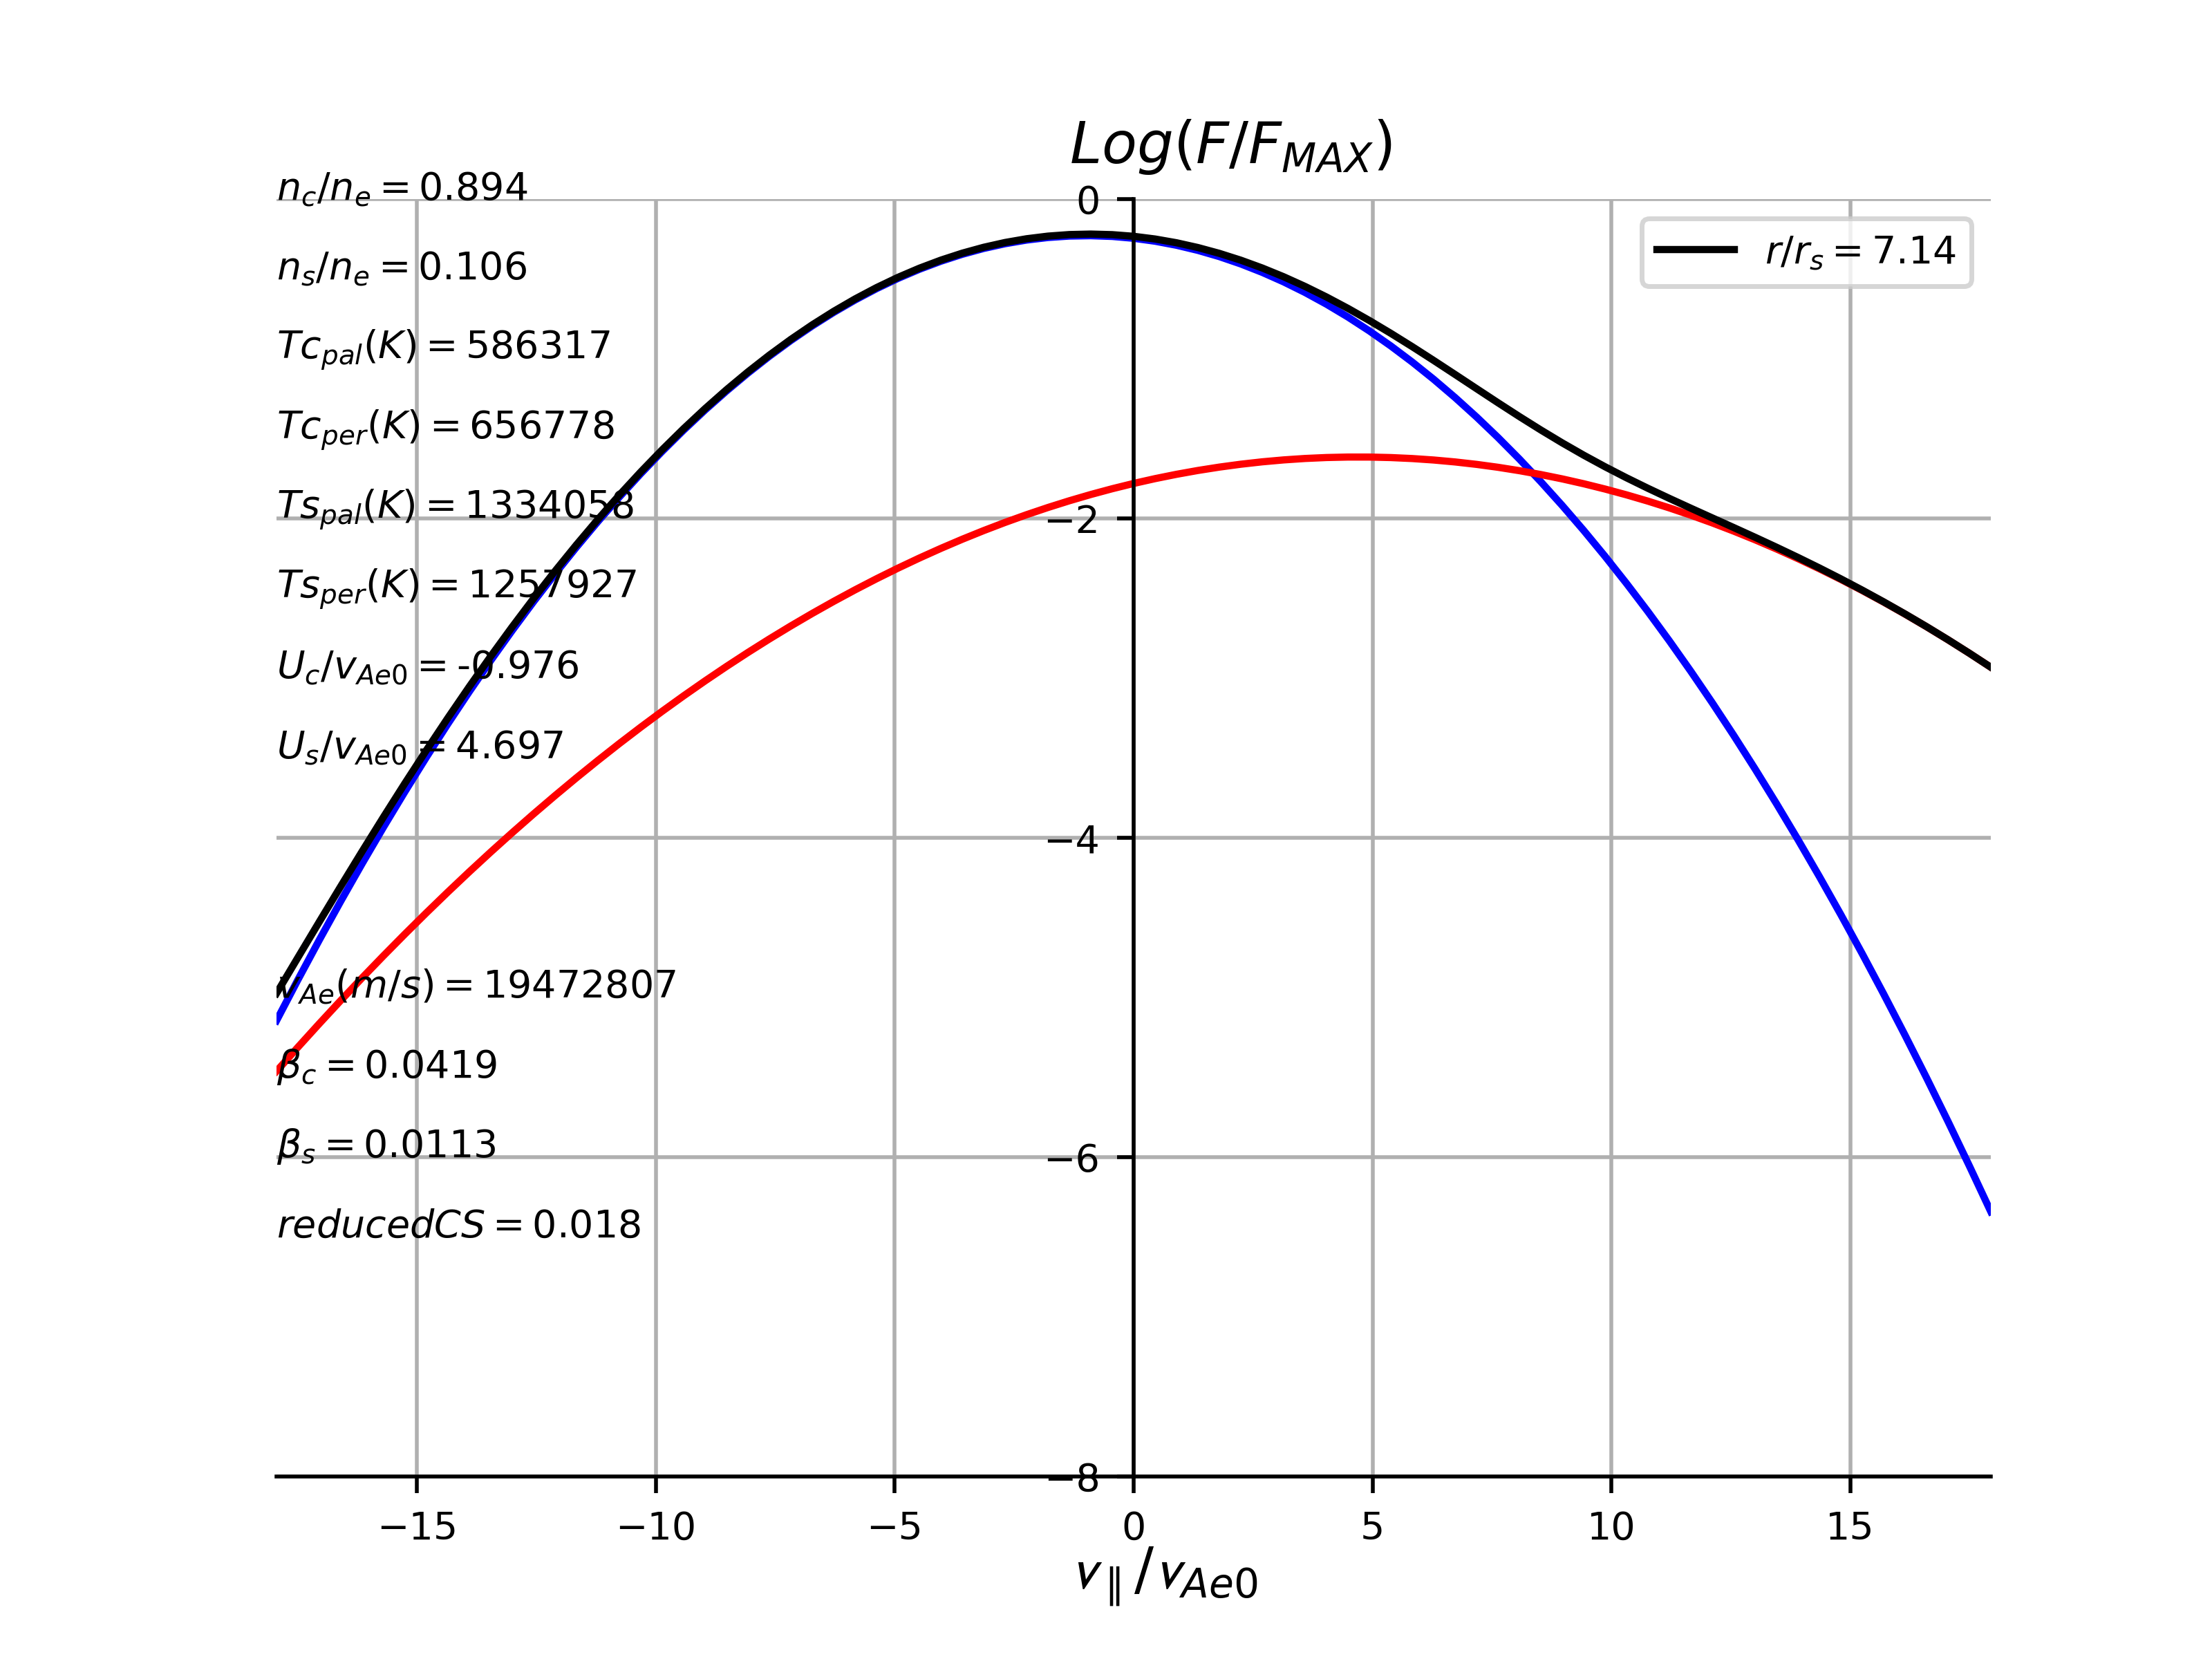 Log(F/F_MAX)
n_c/n_e = 0.894
0
n_s/n_e = 0.106
r/r_s = 7.14
Tc_pal(K) = 586317
Tc_per(K) = 656778
Ts_pal(K) = 1334058
−2
Ts_per(K) = 1257927
U_c/v_Ae0 = -0.976
U_s/v_Ae0 = 4.697
−4
v_Ae(m/s) = 19472807
β_c = 0.0419
β_s = 0.0113
−6
reducedCS = 0.018
−8
−15 −10 −5 0 5 10 15
v_∥/v_Ae0